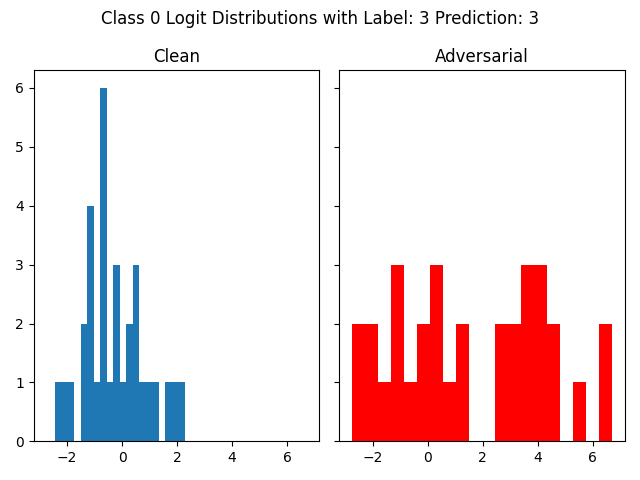 Class 0 Logit Distributions with Label: 3 Prediction: 3
Clean
Adversarial
6
5
4
3
2
1
0
−2 0 2 4 6
−2 0 2 4 6